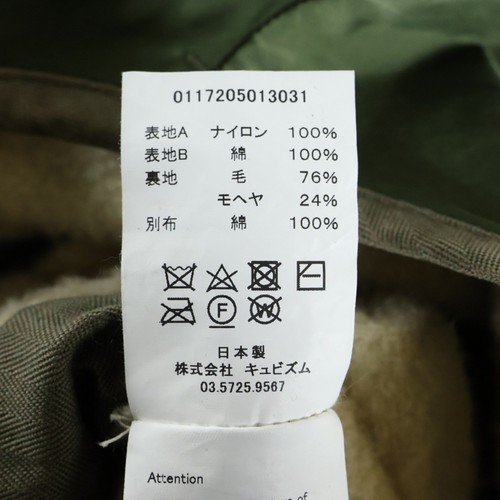 0117205013031
表地A ナイロン 100%
表地B 綿 100%
裏地 毛 76%
モヘヤ 24%
別布 綿 100%
F W
日本製
株式会社 キュビズム
03.5725.9567
Attention